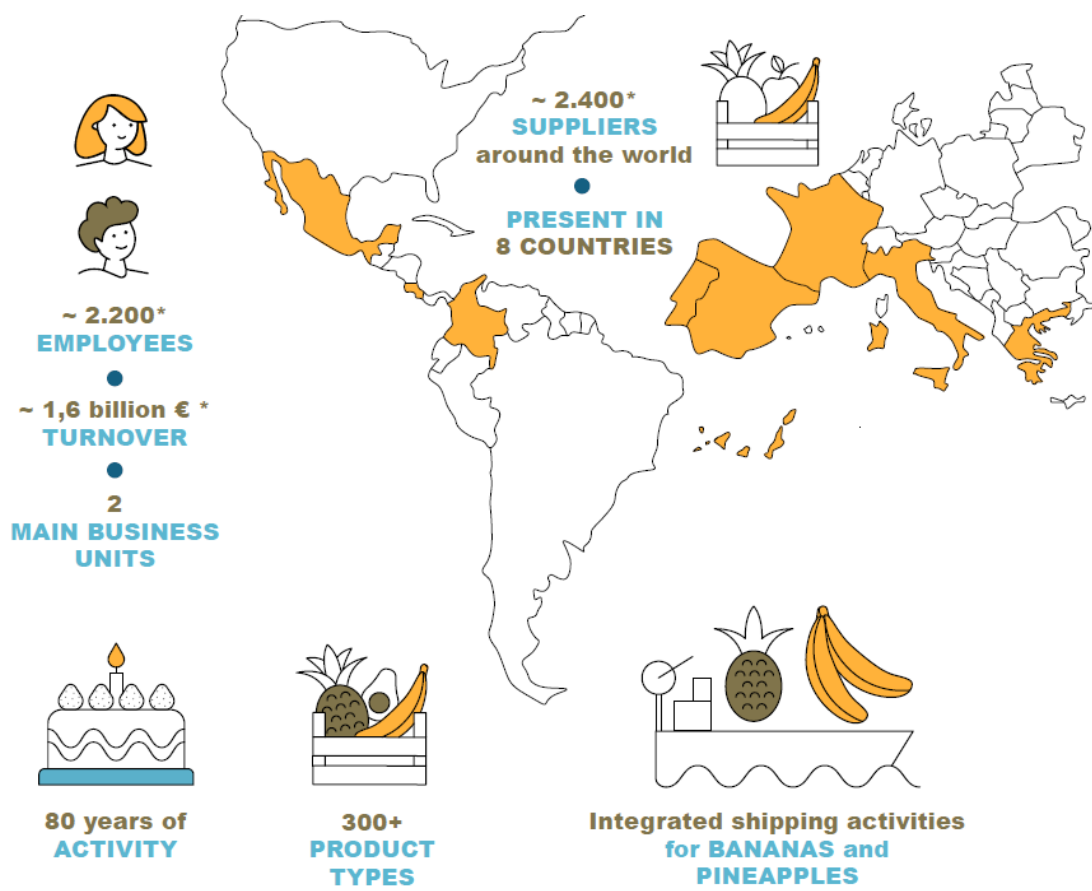 ~ 2.400*
SUPPLIERS
around the world
PRESENT IN
8 COUNTRIES
~ 2.200*
EMPLOYEES
~ 1,6 billion € *
TURNOVER
2
MAIN BUSINESS
UNITS
80 years of
ACTIVITY
300+
PRODUCT
TYPES
Integrated shipping activities
for BANANAS and
PINEAPPLES